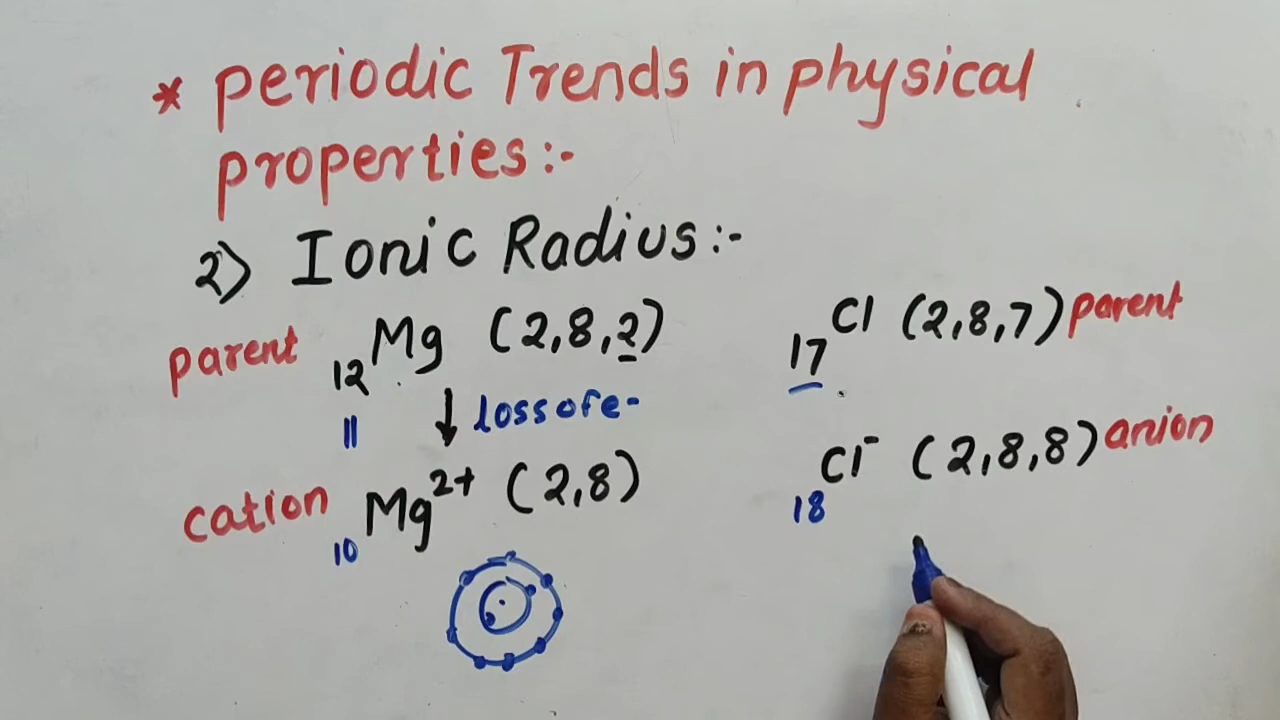 * Periodic Trends in physical
properties:-
2) Ionic Radius:-
parent 12Mg (2,8,2)
11
↓ loss of e-
cation 10Mg2+ (2,8)
17Cl (2,8,7) parent
18Cl- (2,8,8) anion